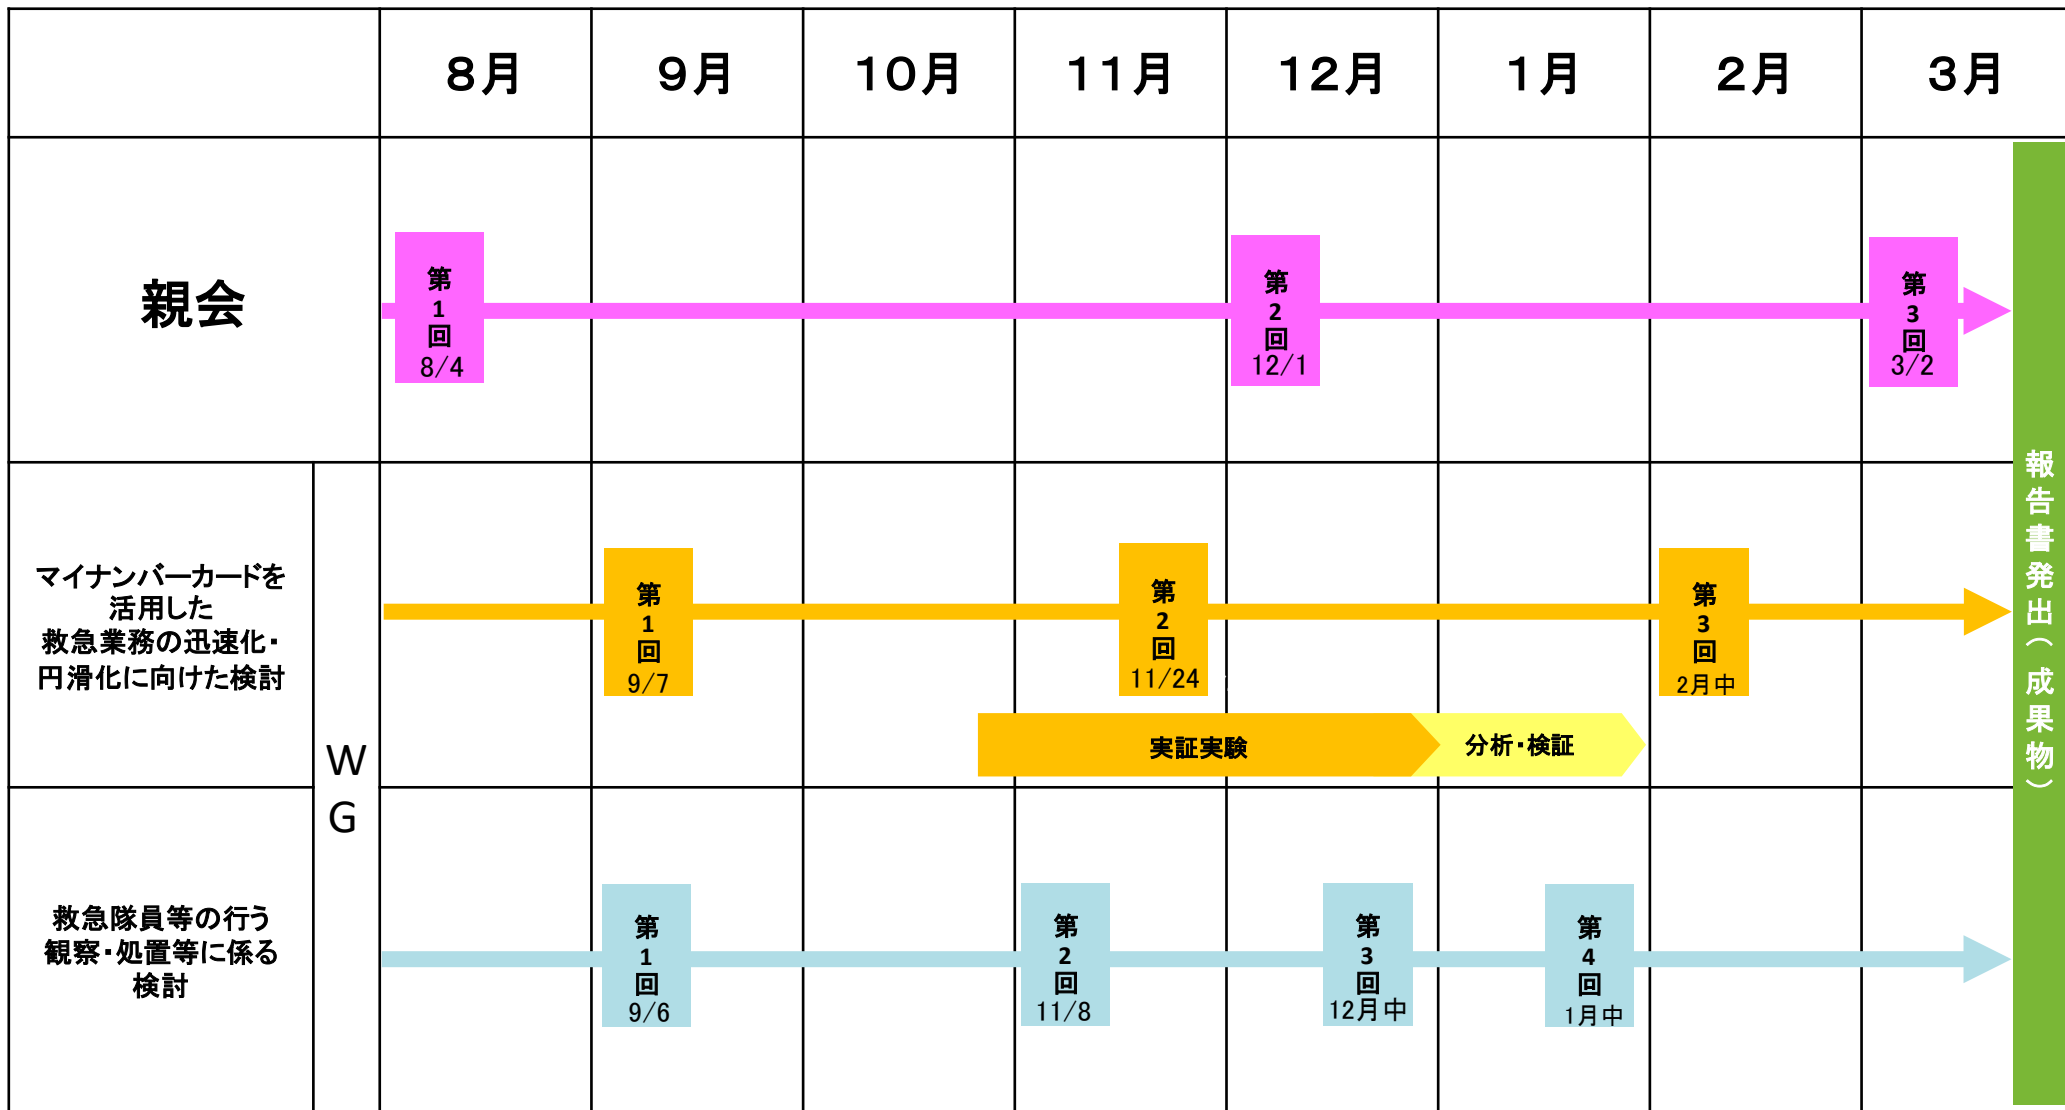 8月
9月
10月
11月
12月
1月
2月
3月
親会
第1回
8/4
第2回
12/1
第3回
3/2
マイナンバーカードを
活用した
救急業務の迅速化・
円滑化に向けた検討
WG
第1回
9/7
第2回
11/24
第3回
2月中
実証実験
分析・検証
救急隊員等の行う
観察・処置等に係る
検討
第1回
9/6
第2回
11/8
第3回
12月中
第4回
1月中
報告書発出(成果物)